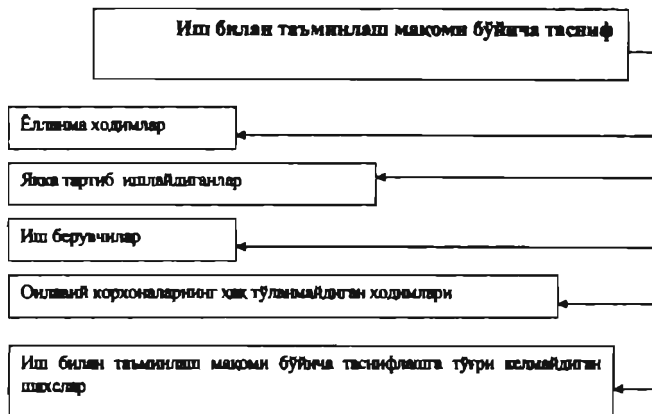 Иш билан таъминлаш мақоми бўйича тасниф
Ёлланма ходимлар
Якка тартиб ишлайдиганлар
Иш берувчилар
Оилавий корхоналарнинг ҳақ тўланмайдиган ходимлари
Иш билан таъминлаш мақоми бўйича таснифлашга тўғри келмайдиган
шахслар